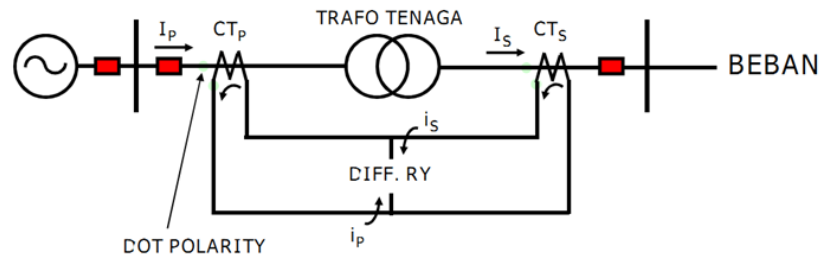 TRAFO TENAGA
I_P
CT_P
I_S
CT_S
BEBAN
i_S
DIFF. RY
i_P
DOT POLARITY